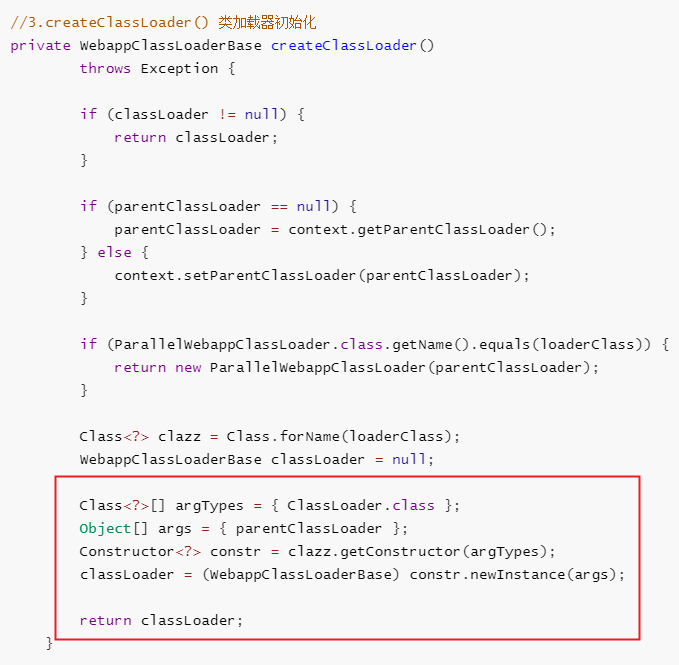 //3.createClassLoader() 类加载器初始化
private WebappClassLoaderBase createClassLoader()
        throws Exception {

        if (classLoader != null) {
            return classLoader;
        }

        if (parentClassLoader == null) {
            parentClassLoader = context.getParentClassLoader();
        } else {
            context.setParentClassLoader(parentClassLoader);
        }

        if (ParallelWebappClassLoader.class.getName().equals(loaderClass)) {
            return new ParallelWebappClassLoader(parentClassLoader);
        }

        Class<?> clazz = Class.forName(loaderClass);
        WebappClassLoaderBase classLoader = null;

        Class<?>[] argTypes = { ClassLoader.class };
        Object[] args = { parentClassLoader };
        Constructor<?> constr = clazz.getConstructor(argTypes);
        classLoader = (WebappClassLoaderBase) constr.newInstance(args);

        return classLoader;
    }